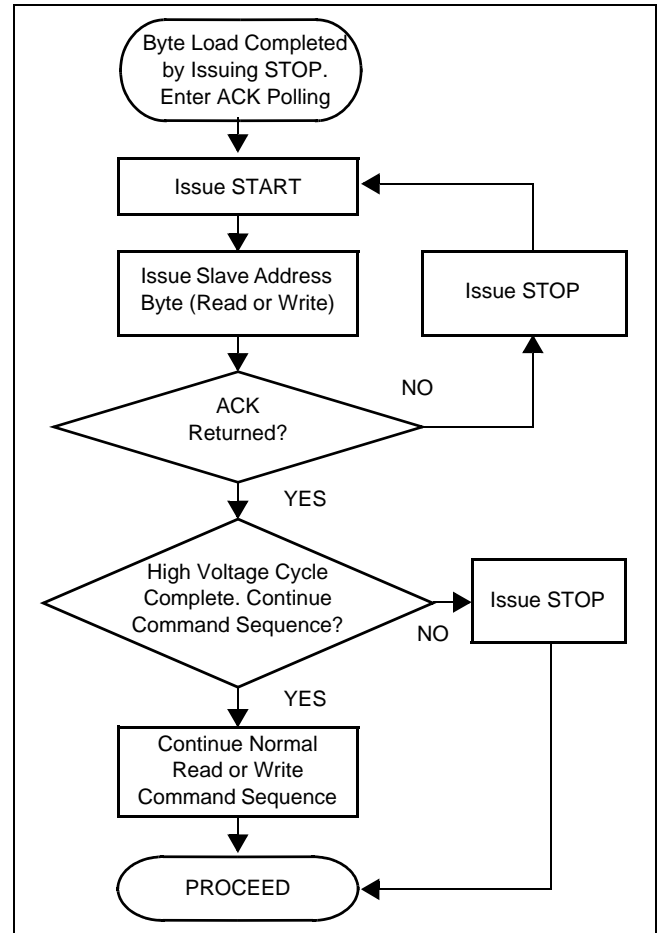 Byte Load Completed
by Issuing STOP.
Enter ACK Polling
Issue START
Issue Slave Address
Byte (Read or Write)
Issue STOP
ACK
Returned?
NO
YES
High Voltage Cycle
Complete. Continue
Command Sequence?
Issue STOP
NO
YES
Continue Normal
Read or Write
Command Sequence
PROCEED